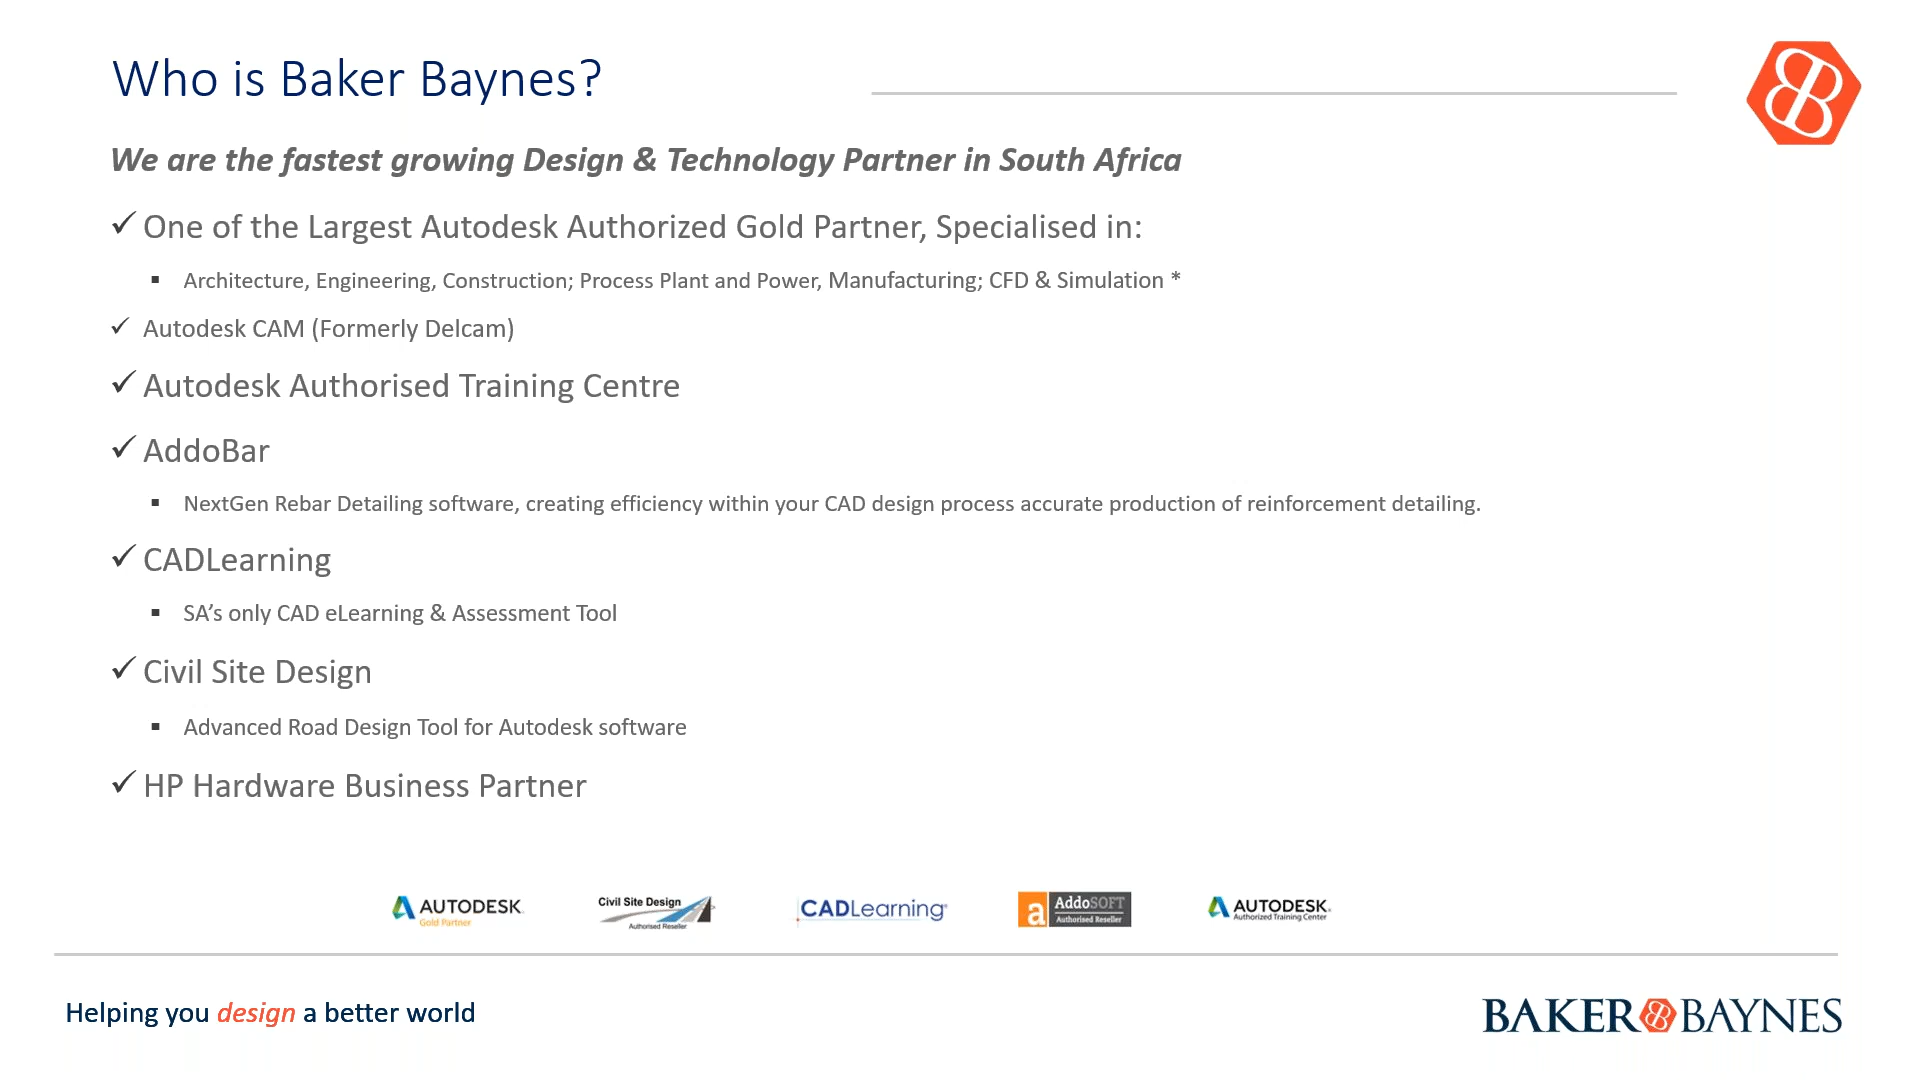 Who is Baker Baynes?
We are the fastest growing Design & Technology Partner in South Africa
One of the Largest Autodesk Authorized Gold Partner, Specialised in:
Architecture, Engineering, Construction; Process Plant and Power, Manufacturing; CFD & Simulation *
Autodesk CAM (Formerly Delcam)
Autodesk Authorised Training Centre
AddoBar
NextGen Rebar Detailing software, creating efficiency within your CAD design process accurate production of reinforcement detailing.
CADLearning
SA’s only CAD eLearning & Assessment Tool
Civil Site Design
Advanced Road Design Tool for Autodesk software
HP Hardware Business Partner
AUTODESK
Gold Partner
Civil Site Design
Authorised Reseller
CADLearning
a AddoSOFT
Authorised Reseller
AUTODESK
Authorized Training Center
Helping you design a better world
BAKER BAYNES